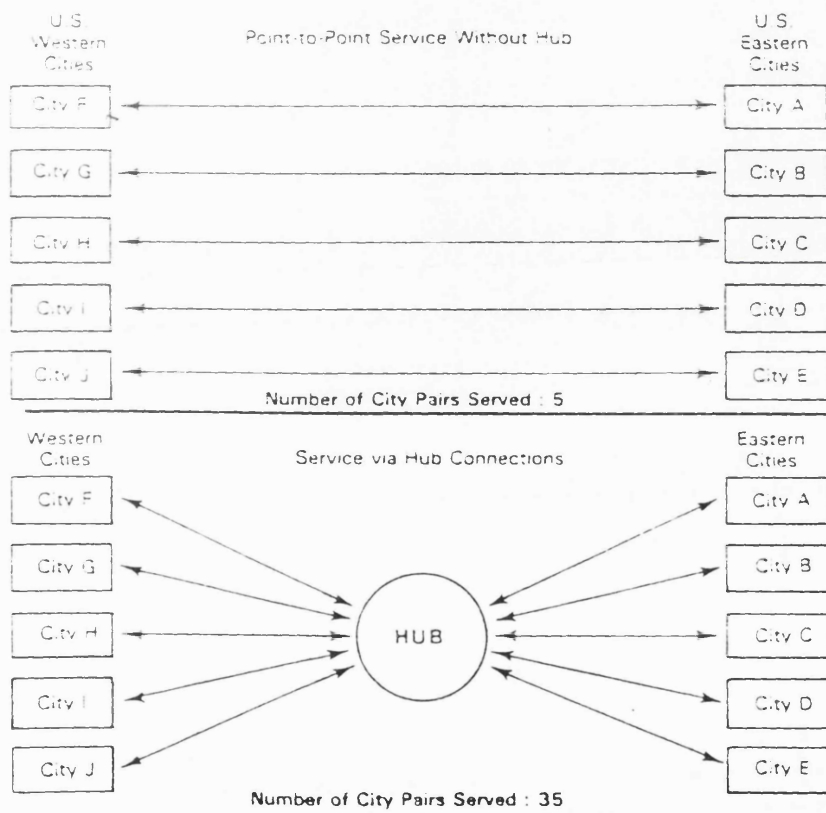 U.S.
Western
Cities
Point-to-Point Service Without Hub
U.S.
Eastern
Cities
City F
City A
City G
City B
City H
City C
City I
City D
City J
City E
Number of City Pairs Served : 5
Western
Cities
Service via Hub Connections
Eastern
Cities
City F
City A
City G
City B
City H
HUB
City C
City I
City D
City J
City E
Number of City Pairs Served : 35